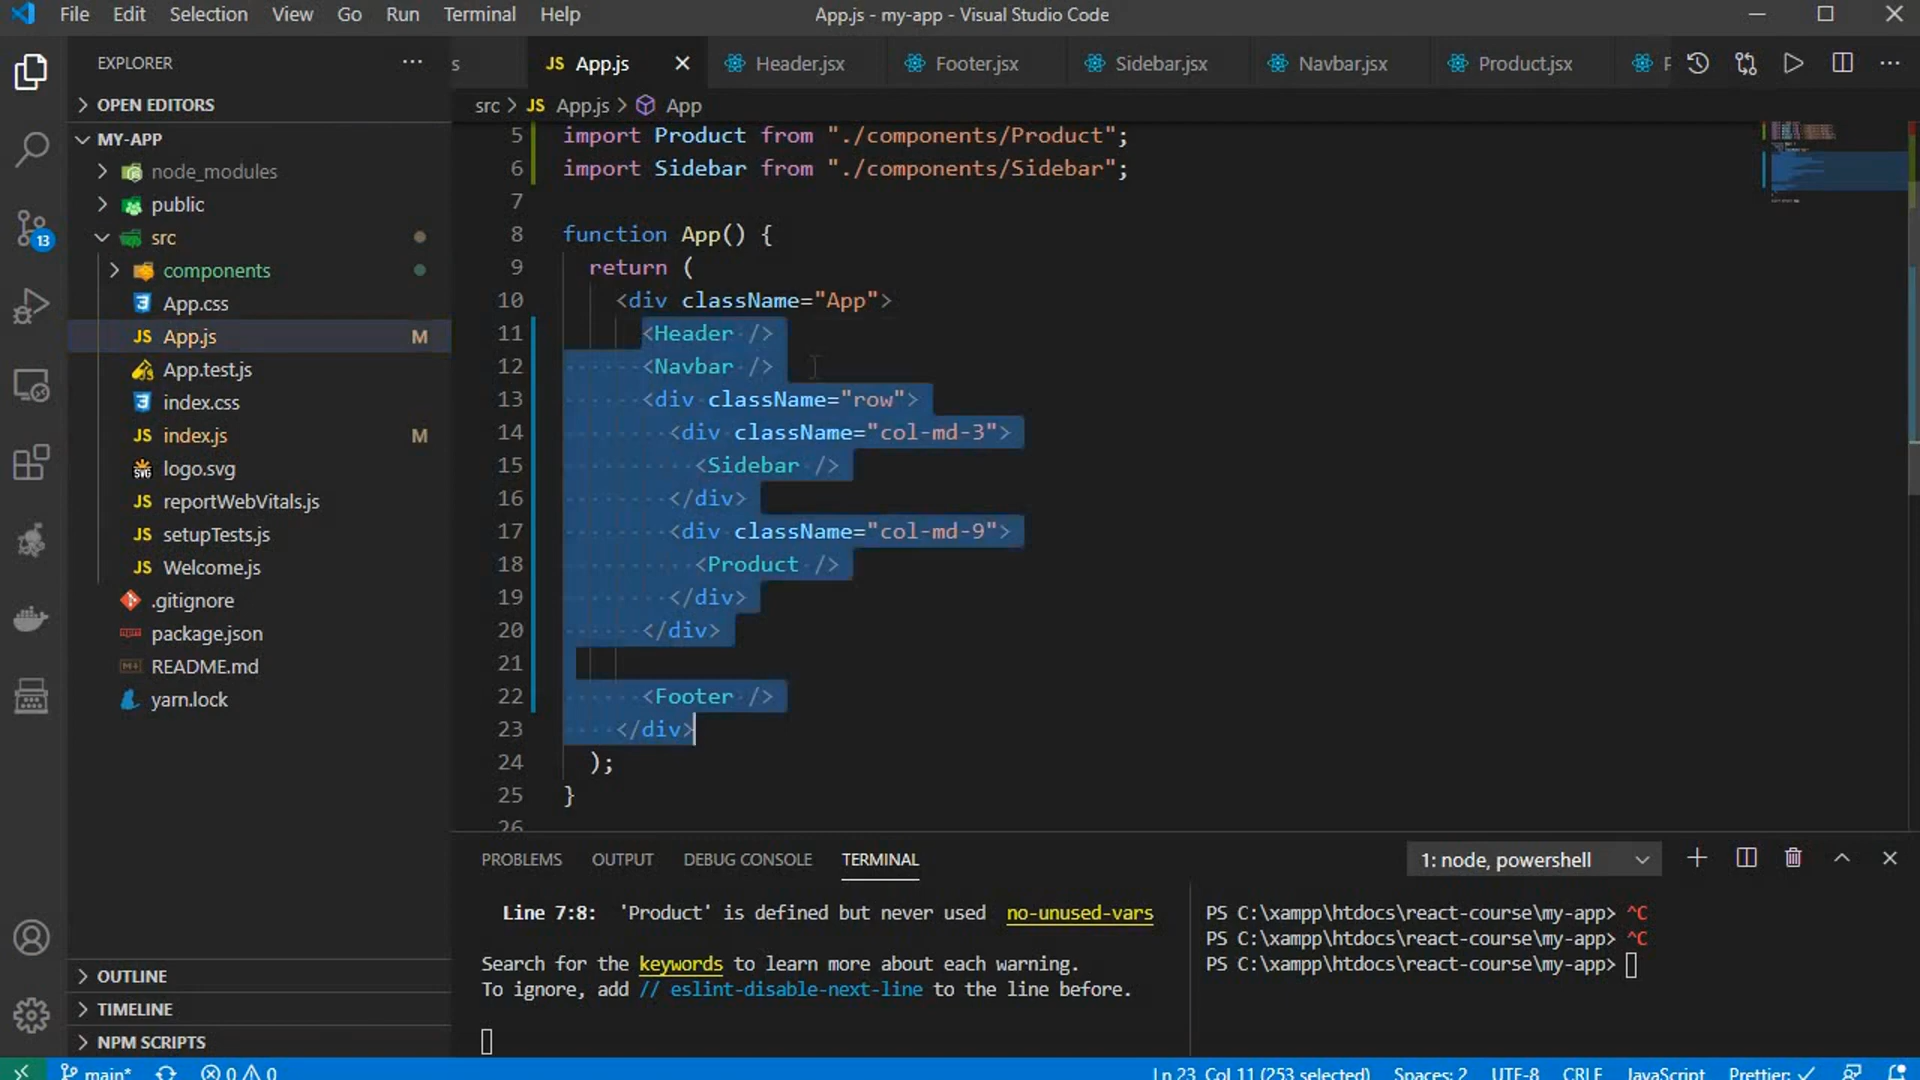 File Edit Selection View Go Run Terminal Help
App.js - my-app - Visual Studio Code
EXPLORER
s
JS App.js
Header.jsx
Footer.jsx
Sidebar.jsx
Navbar.jsx
Product.jsx
src > JS App.js > App
OPEN EDITORS
MY-APP
node_modules
public
src
components
App.css
JS App.js M
App.test.js
index.css
JS index.js M
SVG logo.svg
JS reportWebVitals.js
JS setupTests.js
JS Welcome.js
.gitignore
package.json
README.md
yarn.lock
OUTLINE
TIMELINE
NPM SCRIPTS
13
5 import Product from "./components/Product";
6 import Sidebar from "./components/Sidebar";
7
8 function App() {
9 return (
10 <div className="App">
11 <Header />
12 <Navbar />
13 <div className="row">
14 <div className="col-md-3">
15 <Sidebar />
16 </div>
17 <div className="col-md-9">
18 <Product />
19 </div>
20 </div>
21
22 <Footer />
23 </div>
24 );
25 }
26
PROBLEMS OUTPUT DEBUG CONSOLE TERMINAL
1: node, powershell
Line 7:8: 'Product' is defined but never used no-unused-vars
Search for the keywords to learn more about each warning.
To ignore, add // eslint-disable-next-line to the line before.
PS C:\xampp\htdocs\react-course\my-app> ^C
PS C:\xampp\htdocs\react-course\my-app> ^C
PS C:\xampp\htdocs\react-course\my-app>
main* 0 0
Ln 23, Col 11 (253 selected) Spaces: 2 UTF-8 CRLF JavaScript Prettier: ✓